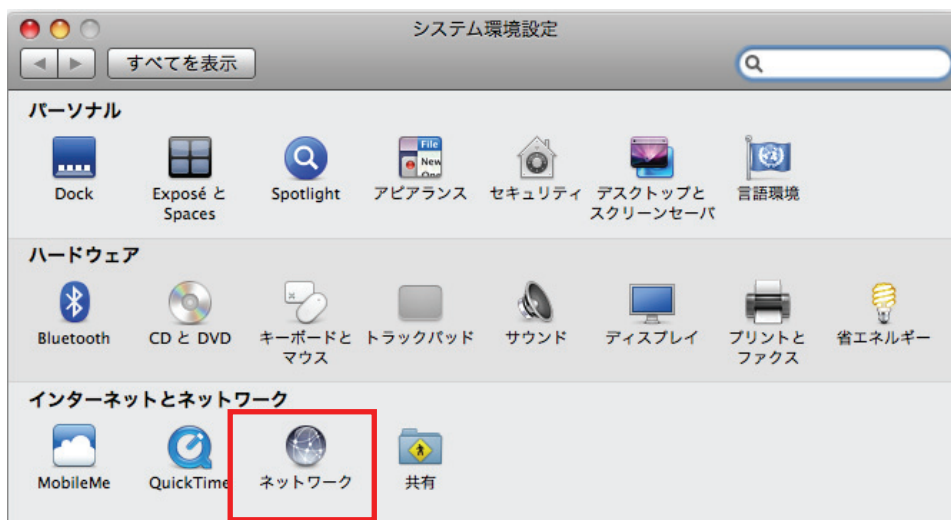 システム環境設定
すべてを表示
パーソナル
File
New
Dock
Exposé と
Spaces
Spotlight
アピアランス
セキュリティ
デスクトップと
スクリーンセーバ
言語環境
ハードウェア
Bluetooth
CD と DVD
キーボードと
マウス
トラックパッド
サウンド
ディスプレイ
プリントと
ファクス
省エネルギー
インターネットとネットワーク
MobileMe
QuickTime
ネットワーク
共有